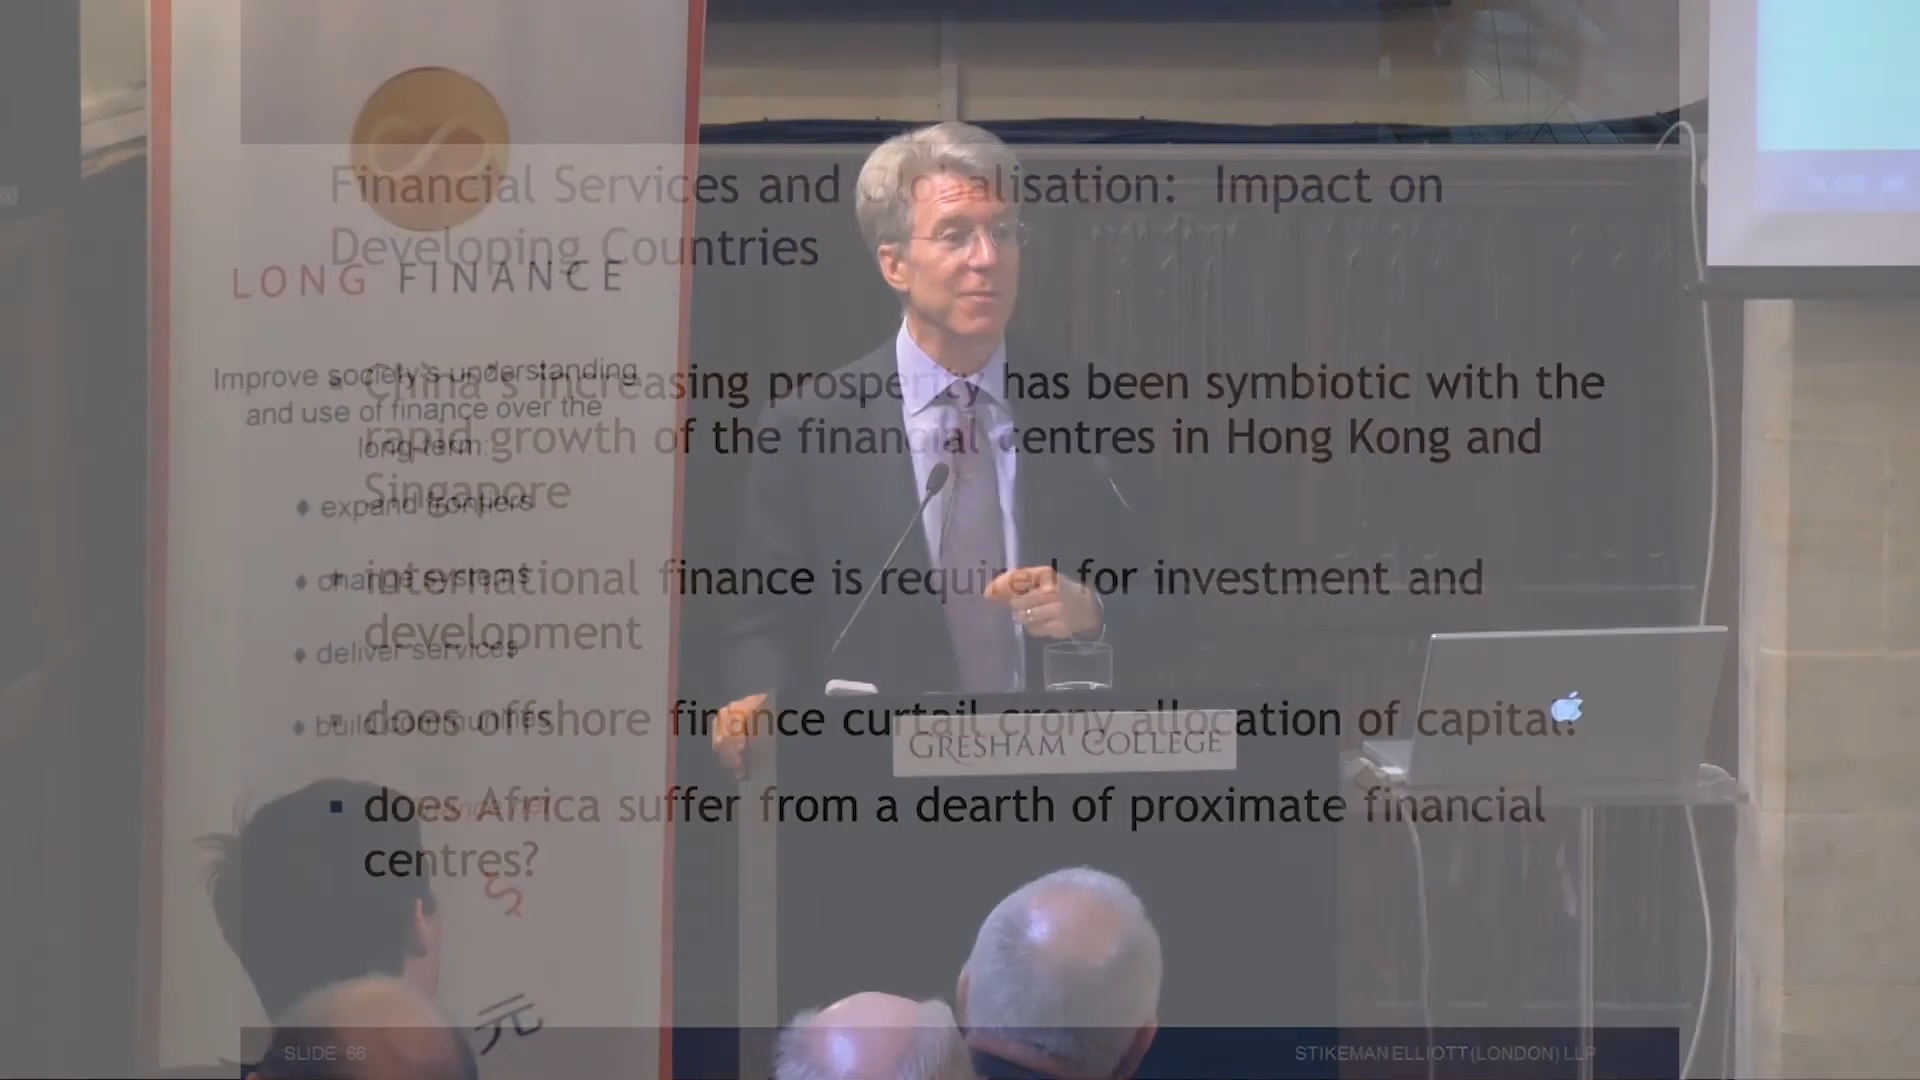 Financial Services and Globalisation: Impact on
Developing Countries
▪ China's increasing prosperity has been symbiotic with the
rapid growth of the financial centres in Hong Kong and
Singapore
▪ international finance is required for investment and
development
▪ does offshore finance curtail crony allocation of capital?
▪ does Africa suffer from a dearth of proximate financial
centres?
SLIDE 66
STIKEMAN ELLIOTT (LONDON) LLP
LONG FINANCE
Improve society's understanding
and use of finance over the
long-term:
♦ expand frontiers
♦ change systems
♦ deliver services
♦ build communities
元
GRESHAM COLLEGE